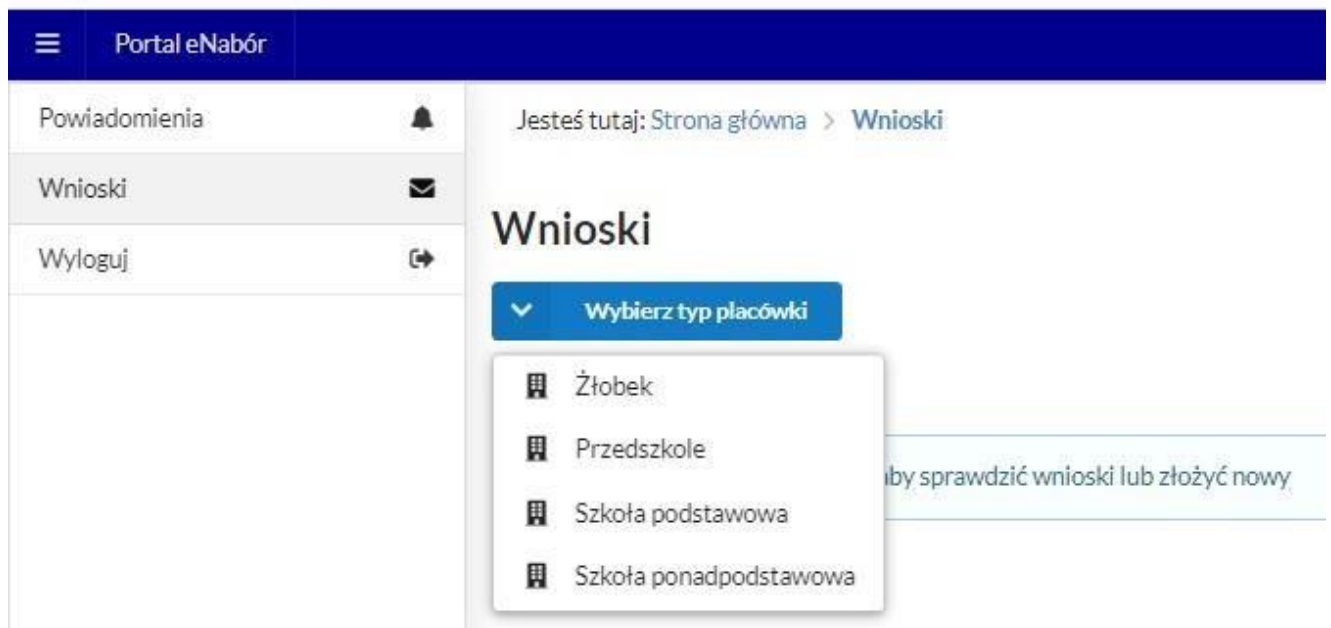 Portal eNabór
Powiadomienia
Wnioski
Wyloguj
Jesteś tutaj: Strona główna > Wnioski
Wnioski
Wybierz typ placówki
Żłobek
Przedszkole
Szkoła podstawowa
Szkoła ponadpodstawowa
sprawdzić wnioski lub złożyć nowy